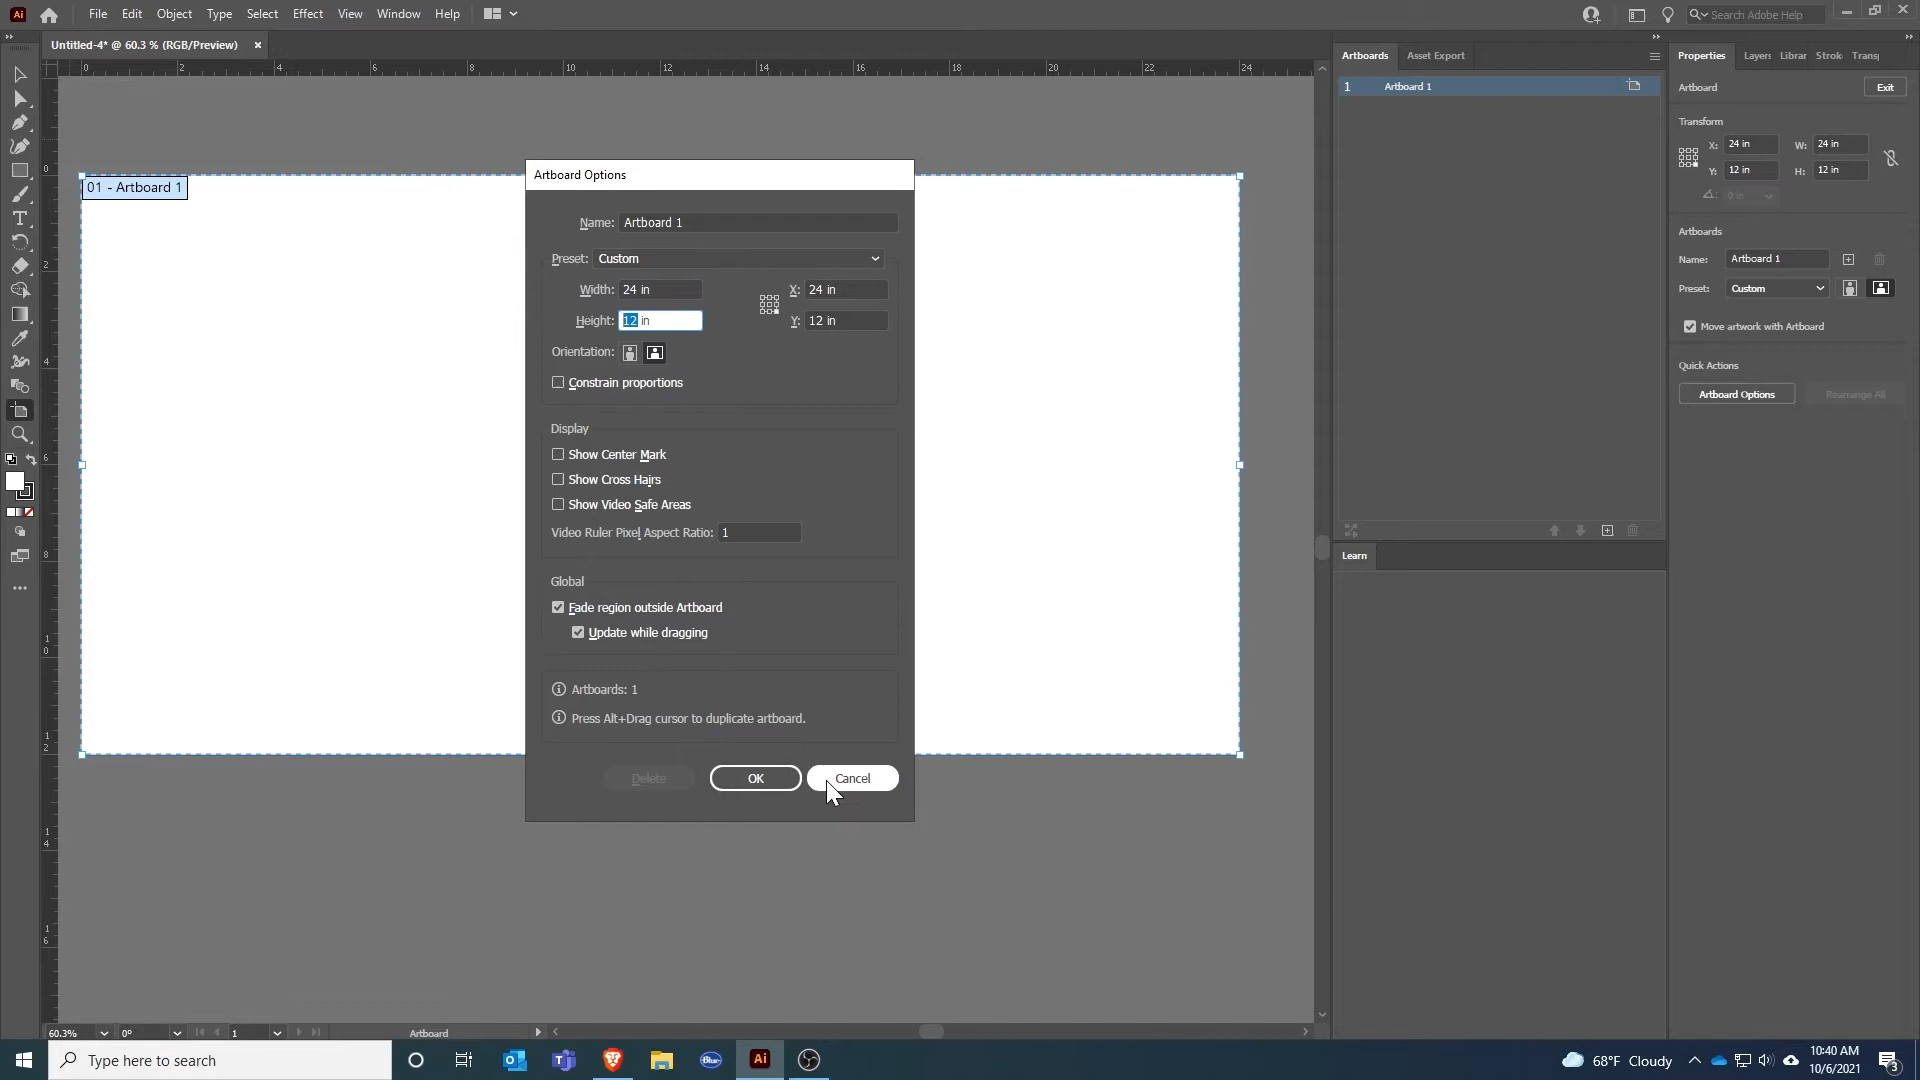 Ai File Edit Object Type Select Effect View Window Help Search Adobe Help
Untitled-4* @ 60.3 % (RGB/Preview) ×
Artboards Asset Export
Properties Layers Librar Strok Transp
0 2 4 6 8 10 12 14 16 18 20 22 24
1 Artboard 1
Artboard Exit
Transform
X: 24 in W: 24 in
Y: 12 in H: 12 in
0 in
Artboards
Name: Artboard 1
Preset: Custom
Move artwork with Artboard
Quick Actions
Artboard Options Rearrange All
Learn
01 - Artboard 1
0
2
4
6
8
1
0
1
2
1
4
1
6
Artboard Options
Name: Artboard 1
Preset: Custom
Width: 24 in X: 24 in
Height: 12 in Y: 12 in
Orientation:
Constrain proportions
Display
Show Center Mark
Show Cross Hairs
Show Video Safe Areas
Video Ruler Pixel Aspect Ratio: 1
Global
Fade region outside Artboard
Update while dragging
Artboards: 1
Press Alt+Drag cursor to duplicate artboard.
Delete OK Cancel
60.3% 0° 1 Artboard
Type here to search
Blue Ai
68°F Cloudy
10:40 AM
10/6/2021
3